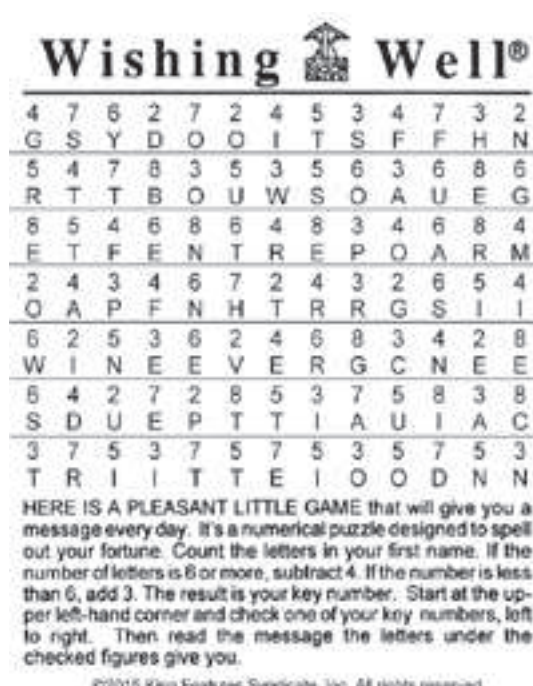 Wishing Well®
4 7 6 2 7 2 4 5 3 4 7 3 2
G S Y D O O I T S F F H N
5 4 7 8 3 5 3 5 6 3 6 8 6
R T T B O U W S O A U E G
8 5 4 6 8 6 4 8 3 4 6 8 4
E T F E N T R E P O A R M
2 4 3 4 6 7 2 4 3 2 6 5 4
O A P F N H T R R G S I I
6 2 5 3 6 2 4 6 8 3 4 2 8
W I N E E V E R G C N E E
6 4 2 7 2 8 5 3 7 5 8 3 8
S D U E P T T I A U I A C
3 7 5 3 7 5 7 5 3 5 7 5 3
T R I I T T E I O O D N N
HERE IS A PLEASANT LITTLE GAME that will give you a
message every day. It's a numerical puzzle designed to spell
out your fortune. Count the letters in your first name. If the
number of letters is 6 or more, subtract 4. If the number is less
than 6, add 3. The result is your key number. Start at the up-
per left-hand corner and check one of your key numbers, left
to right. Then read the message the letters under the
checked figures give you.
©2015 King Features Syndicate, Inc. All rights reserved